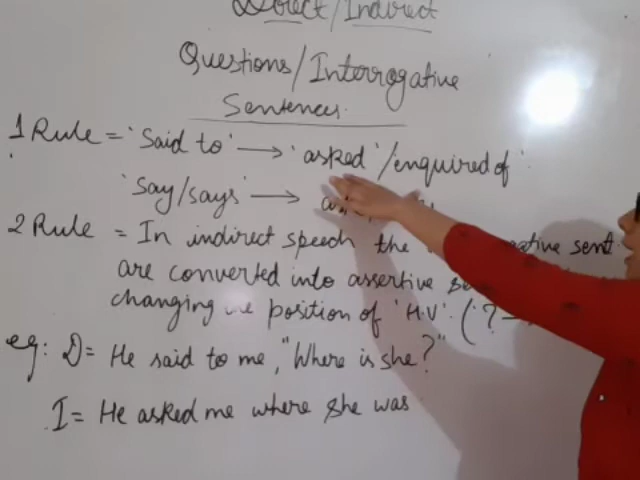 Direct/Indirect
Questions/Interrogative
Sentences.
1 Rule = 'Said to' → 'asked'/enquired of'
'Say/says' →
2 Rule = In indirect speech the sent
are converted into assertive
changing the position of 'H.V'. ('?'
eg: D= He said to me, "Where is she?"
I= He asked me where she was